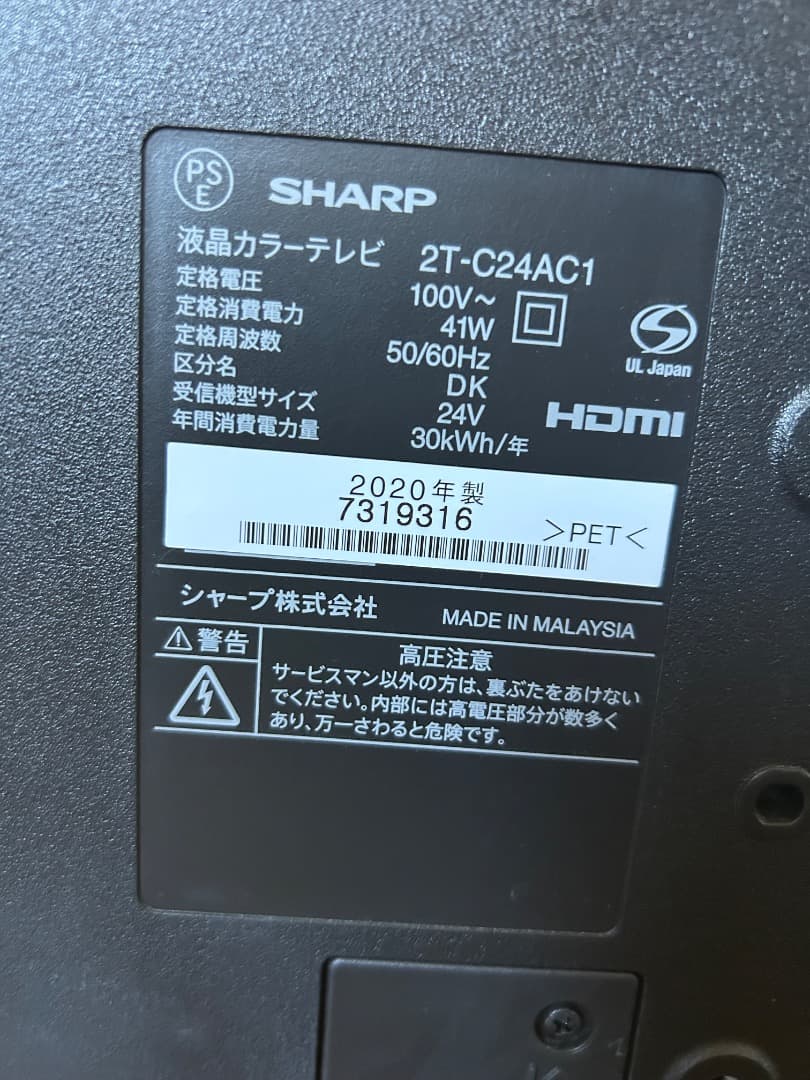 PS
E
SHARP
液晶カラーテレビ 2T-C24AC1
定格電圧 100V~
定格消費電力 41W
定格周波数 50/60Hz
区分名 DK
受信機型サイズ 24V
年間消費電力量 30kWh/年
UL Japan
HDMI
2020年製
7319316
>PET<
シャープ株式会社 MADE IN MALAYSIA
警告
高圧注意
サービスマン以外の方は、裏ぶたをあけない
でください。内部には高電圧部分が数多く
あり、万一さわると危険です。